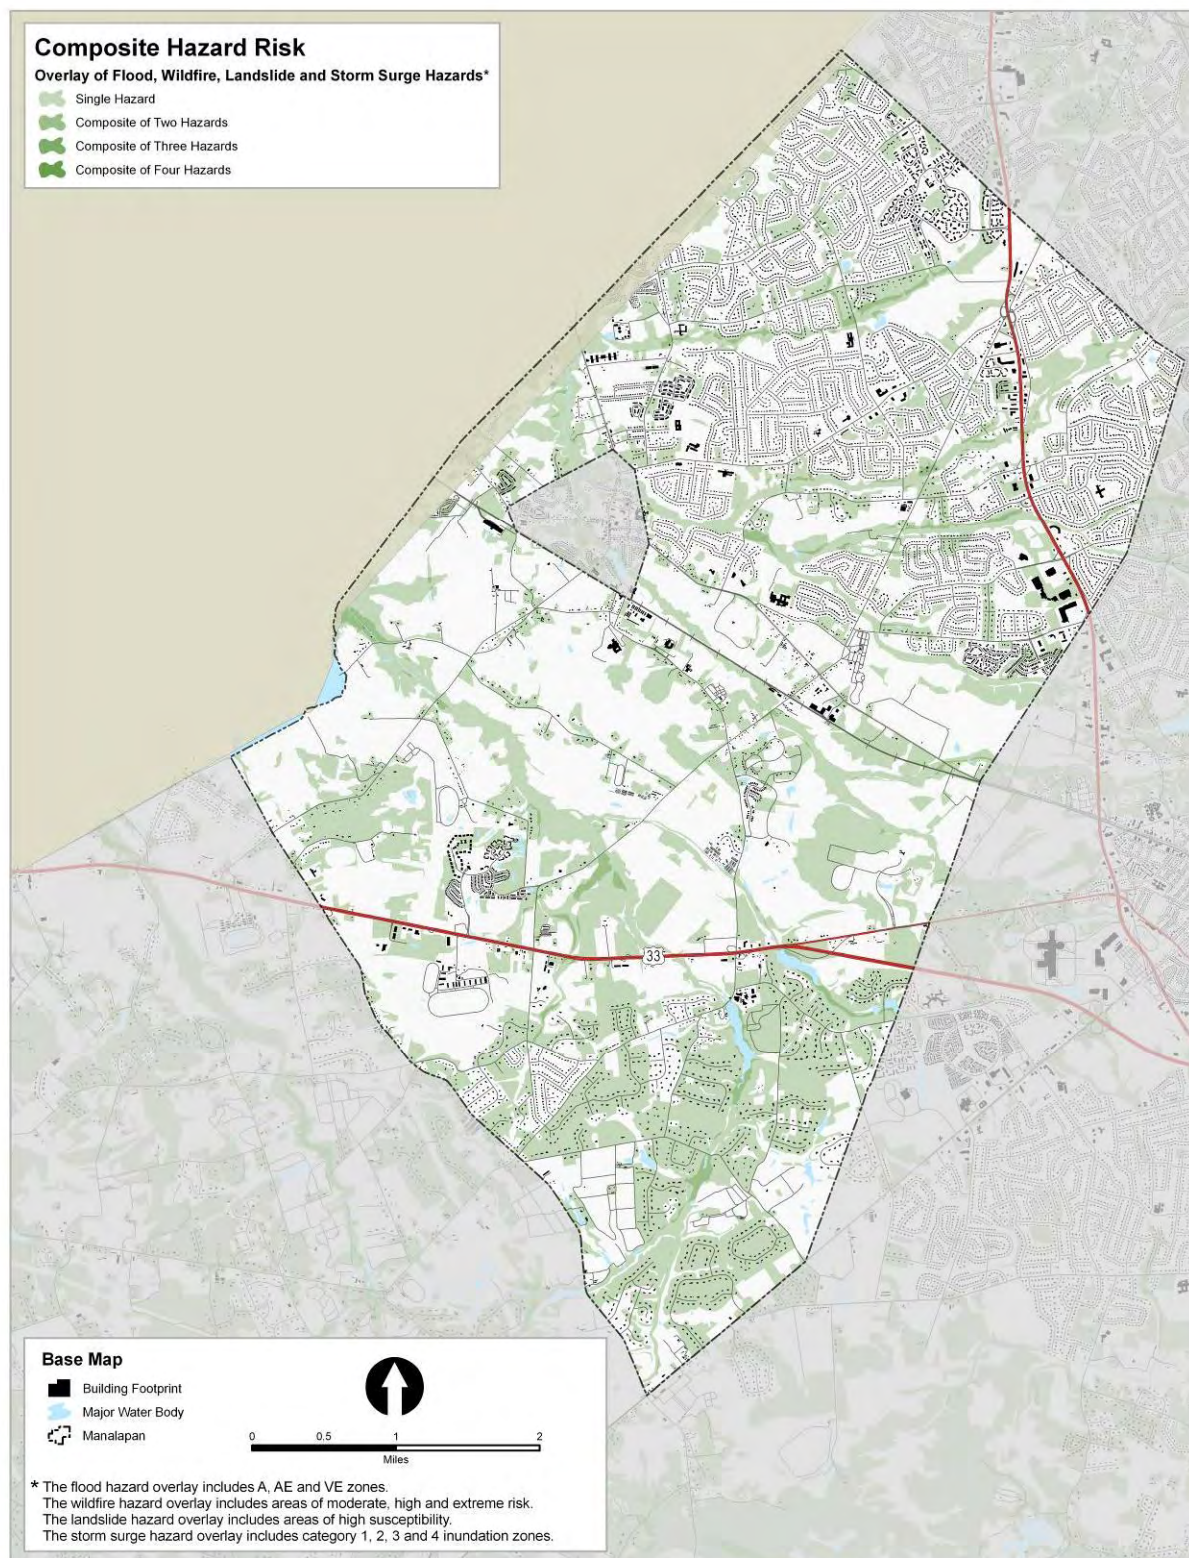 Composite Hazard Risk
Overlay of Flood, Wildfire, Landslide and Storm Surge Hazards*
Single Hazard
Composite of Two Hazards
Composite of Three Hazards
Composite of Four Hazards
33
Base Map
Building Footprint
Major Water Body
Manalapan
0 0.5 1 2
Miles
* The flood hazard overlay includes A, AE and VE zones.
The wildfire hazard overlay includes areas of moderate, high and extreme risk.
The landslide hazard overlay includes areas of high susceptibility.
The storm surge hazard overlay includes category 1, 2, 3 and 4 inundation zones.